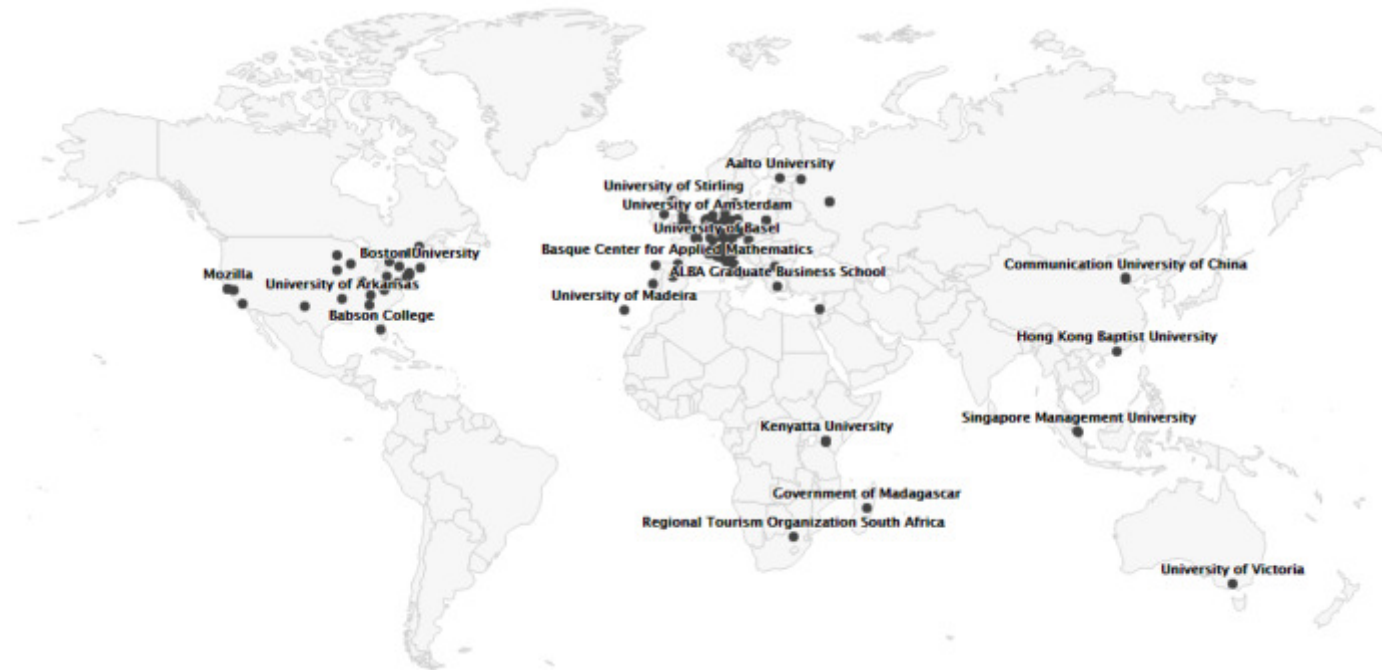 Aalto University
University of Stirling
University of Amsterdam
University of Basel
Boston University
Basque Center for Applied Mathematics
Mozilla
ALBA Graduate Business School
Communication University of China
University of Arkansas
University of Madeira
Babson College
Hong Kong Baptist University
Singapore Management University
Kenyatta University
Government of Madagascar
Regional Tourism Organization South Africa
University of Victoria